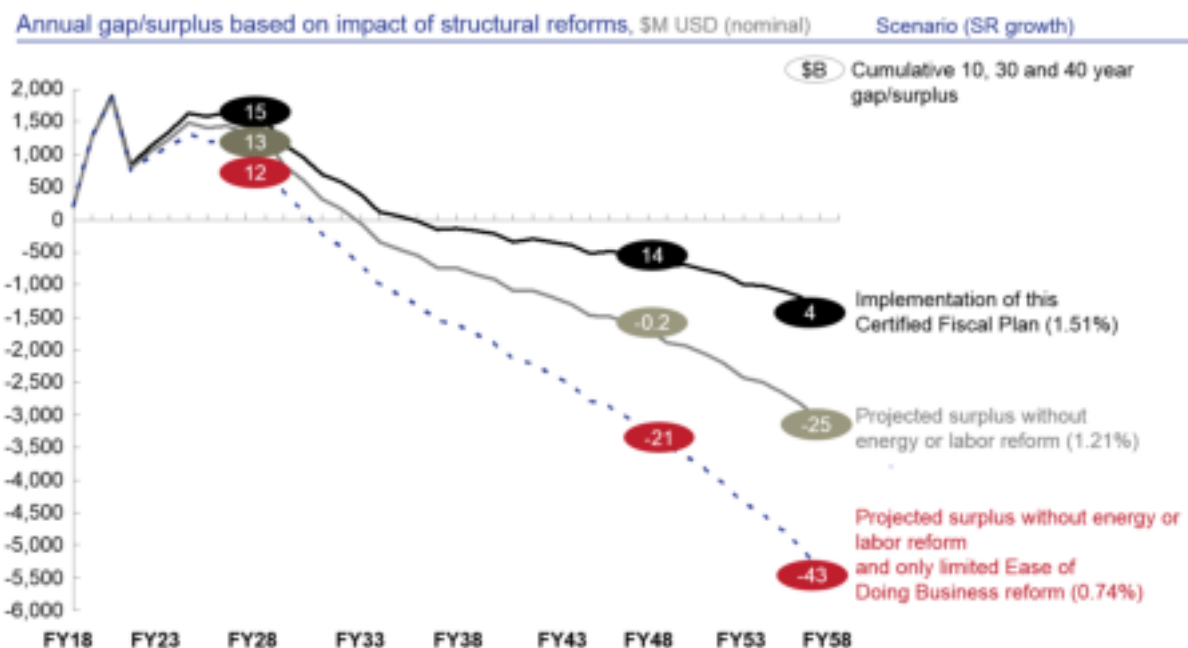 Annual gap/surplus based on impact of structural reforms, $M USD (nominal)
Scenario (SR growth)
$B
Cumulative 10, 30 and 40 year
gap/surplus
2,000
1,500
1,000
500
0
-500
-1,000
-1,500
-2,000
-2,500
-3,000
-3,500
-4,000
-4,500
-5,000
-5,500
-6,000
15
13
12
14
-0.2
-21
4
-25
-43
Implementation of this
Certified Fiscal Plan (1.51%)
Projected surplus without
energy or labor reform (1.21%)
Projected surplus without energy or
labor reform
and only limited Ease of
Doing Business reform (0.74%)
FY18 FY23 FY28 FY33 FY38 FY43 FY48 FY53 FY58